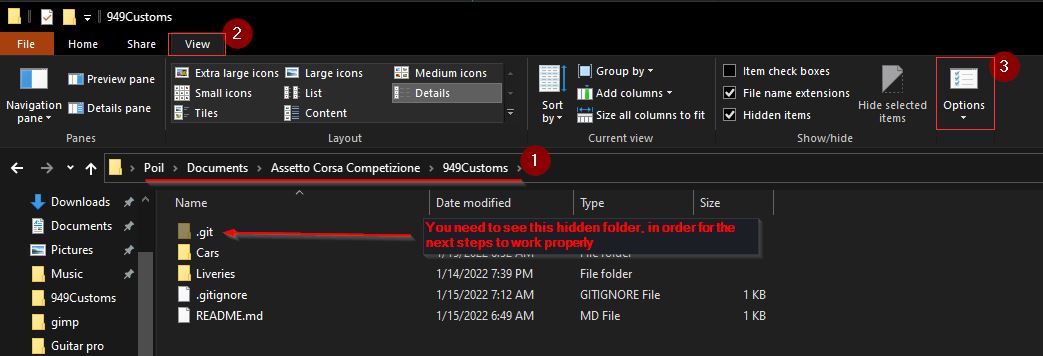 949Customs
File Home Share View 2
Navigation pane
Preview pane
Details pane
Panes
Extra large icons Large icons Medium icons
Small icons List Details
Tiles Content
Layout
Sort by
Group by
Add columns
Size all columns to fit
Current view
Item check boxes
File name extensions
Hidden items
Hide selected items
Show/hide
Options
3
Poil > Documents > Assetto Corsa Competizione > 949Customs > 1
Downloads
Documents
Pictures
Music
949Customs
gimp
Guitar pro
Name Date modified Type Size
.git
You need to see this hidden folder, in order for the
next steps to work properly
Cars
Liveries 1/14/2022 7:39 PM File folder
.gitignore 1/15/2022 7:12 AM GITIGNORE File 1 KB
README.md 1/15/2022 6:49 AM MD File 1 KB